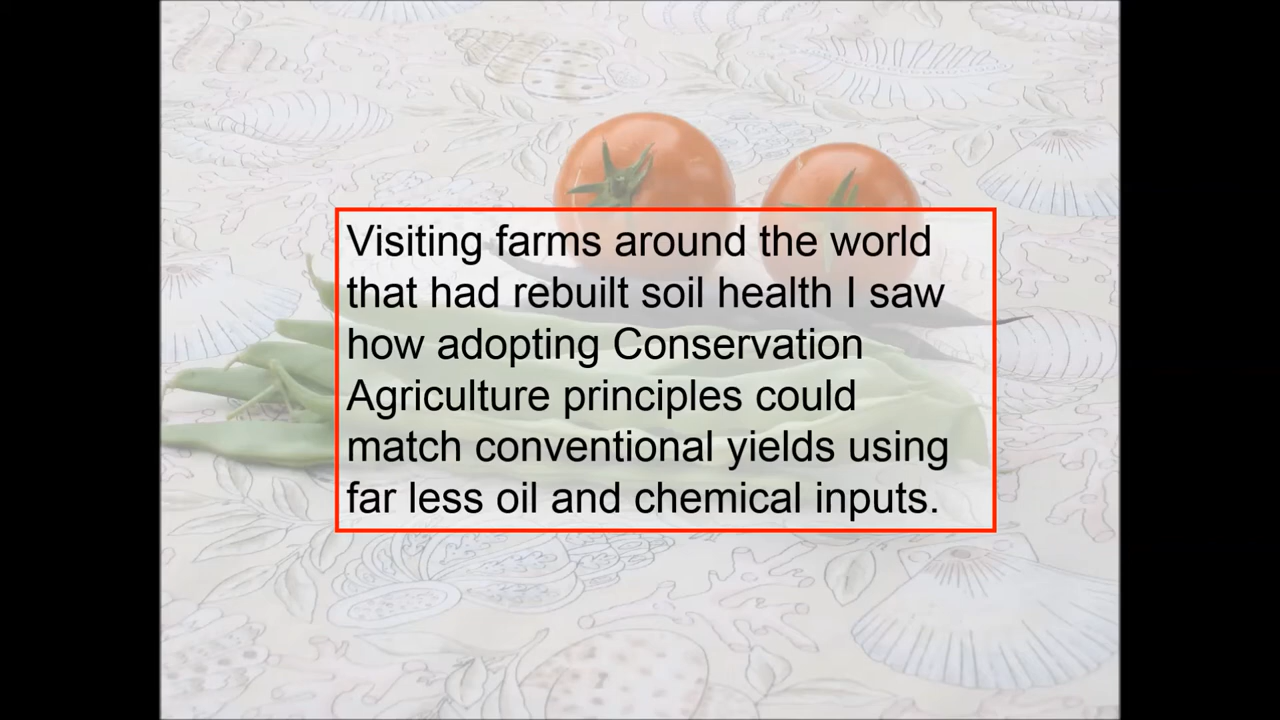 Visiting farms around the world
that had rebuilt soil health I saw
how adopting Conservation
Agriculture principles could
match conventional yields using
far less oil and chemical inputs.